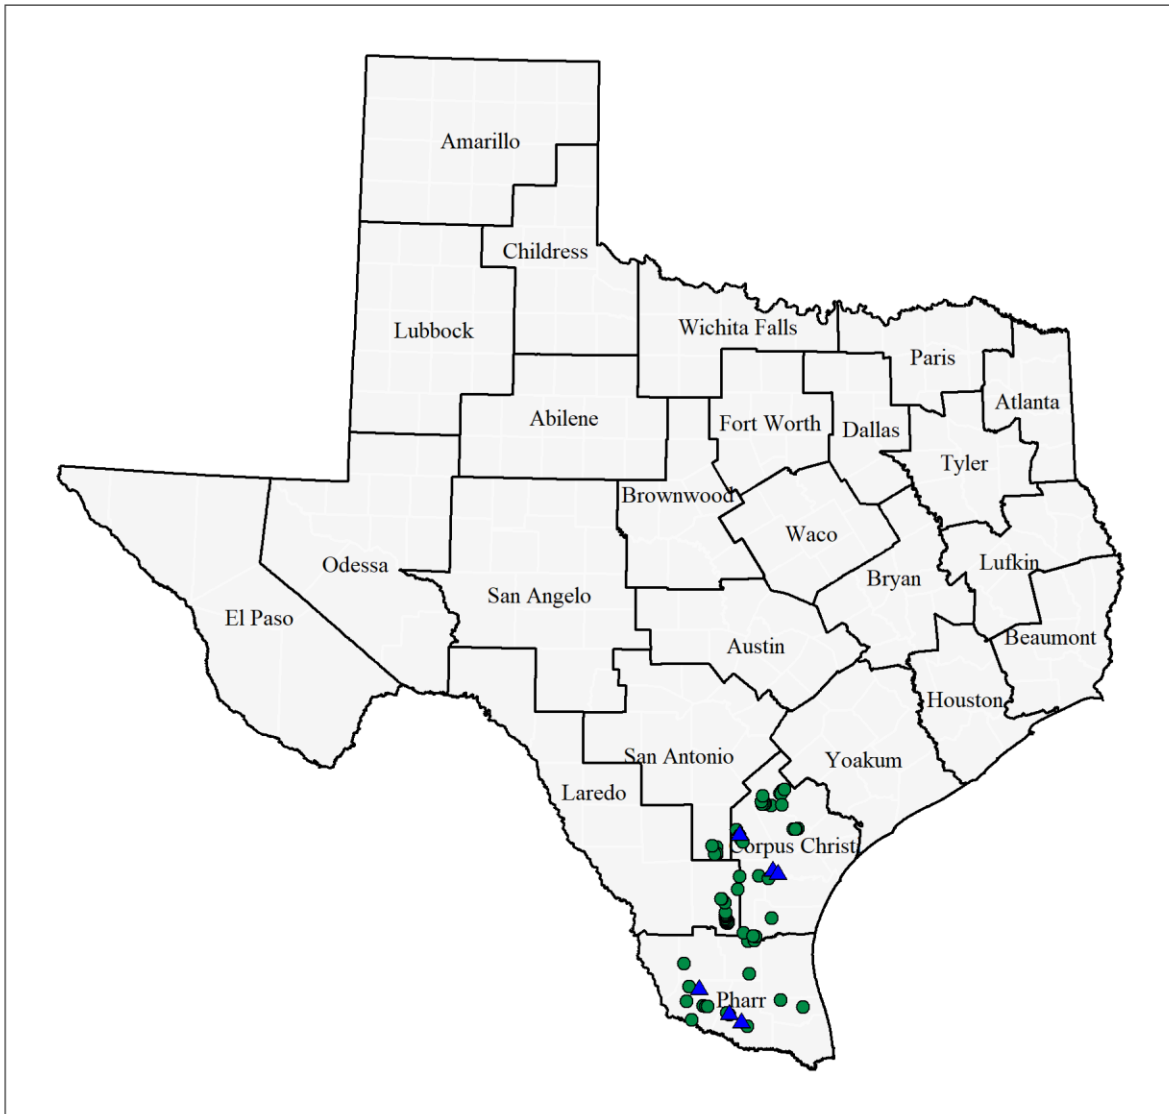 Amarillo
Childress
Lubbock
Wichita Falls
Paris
Atlanta
Abilene
Fort Worth
Dallas
Tyler
Brownwood
Waco
Odessa
Lufkin
Bryan
San Angelo
El Paso
Beaumont
Austin
Houston
San Antonio
Yoakum
Laredo
Corpus Christi
Pharr